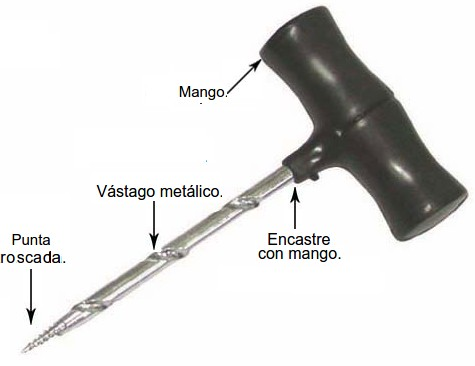 Mango.
Vástago metálico.
Punta
roscada.
Encastre
con mango.